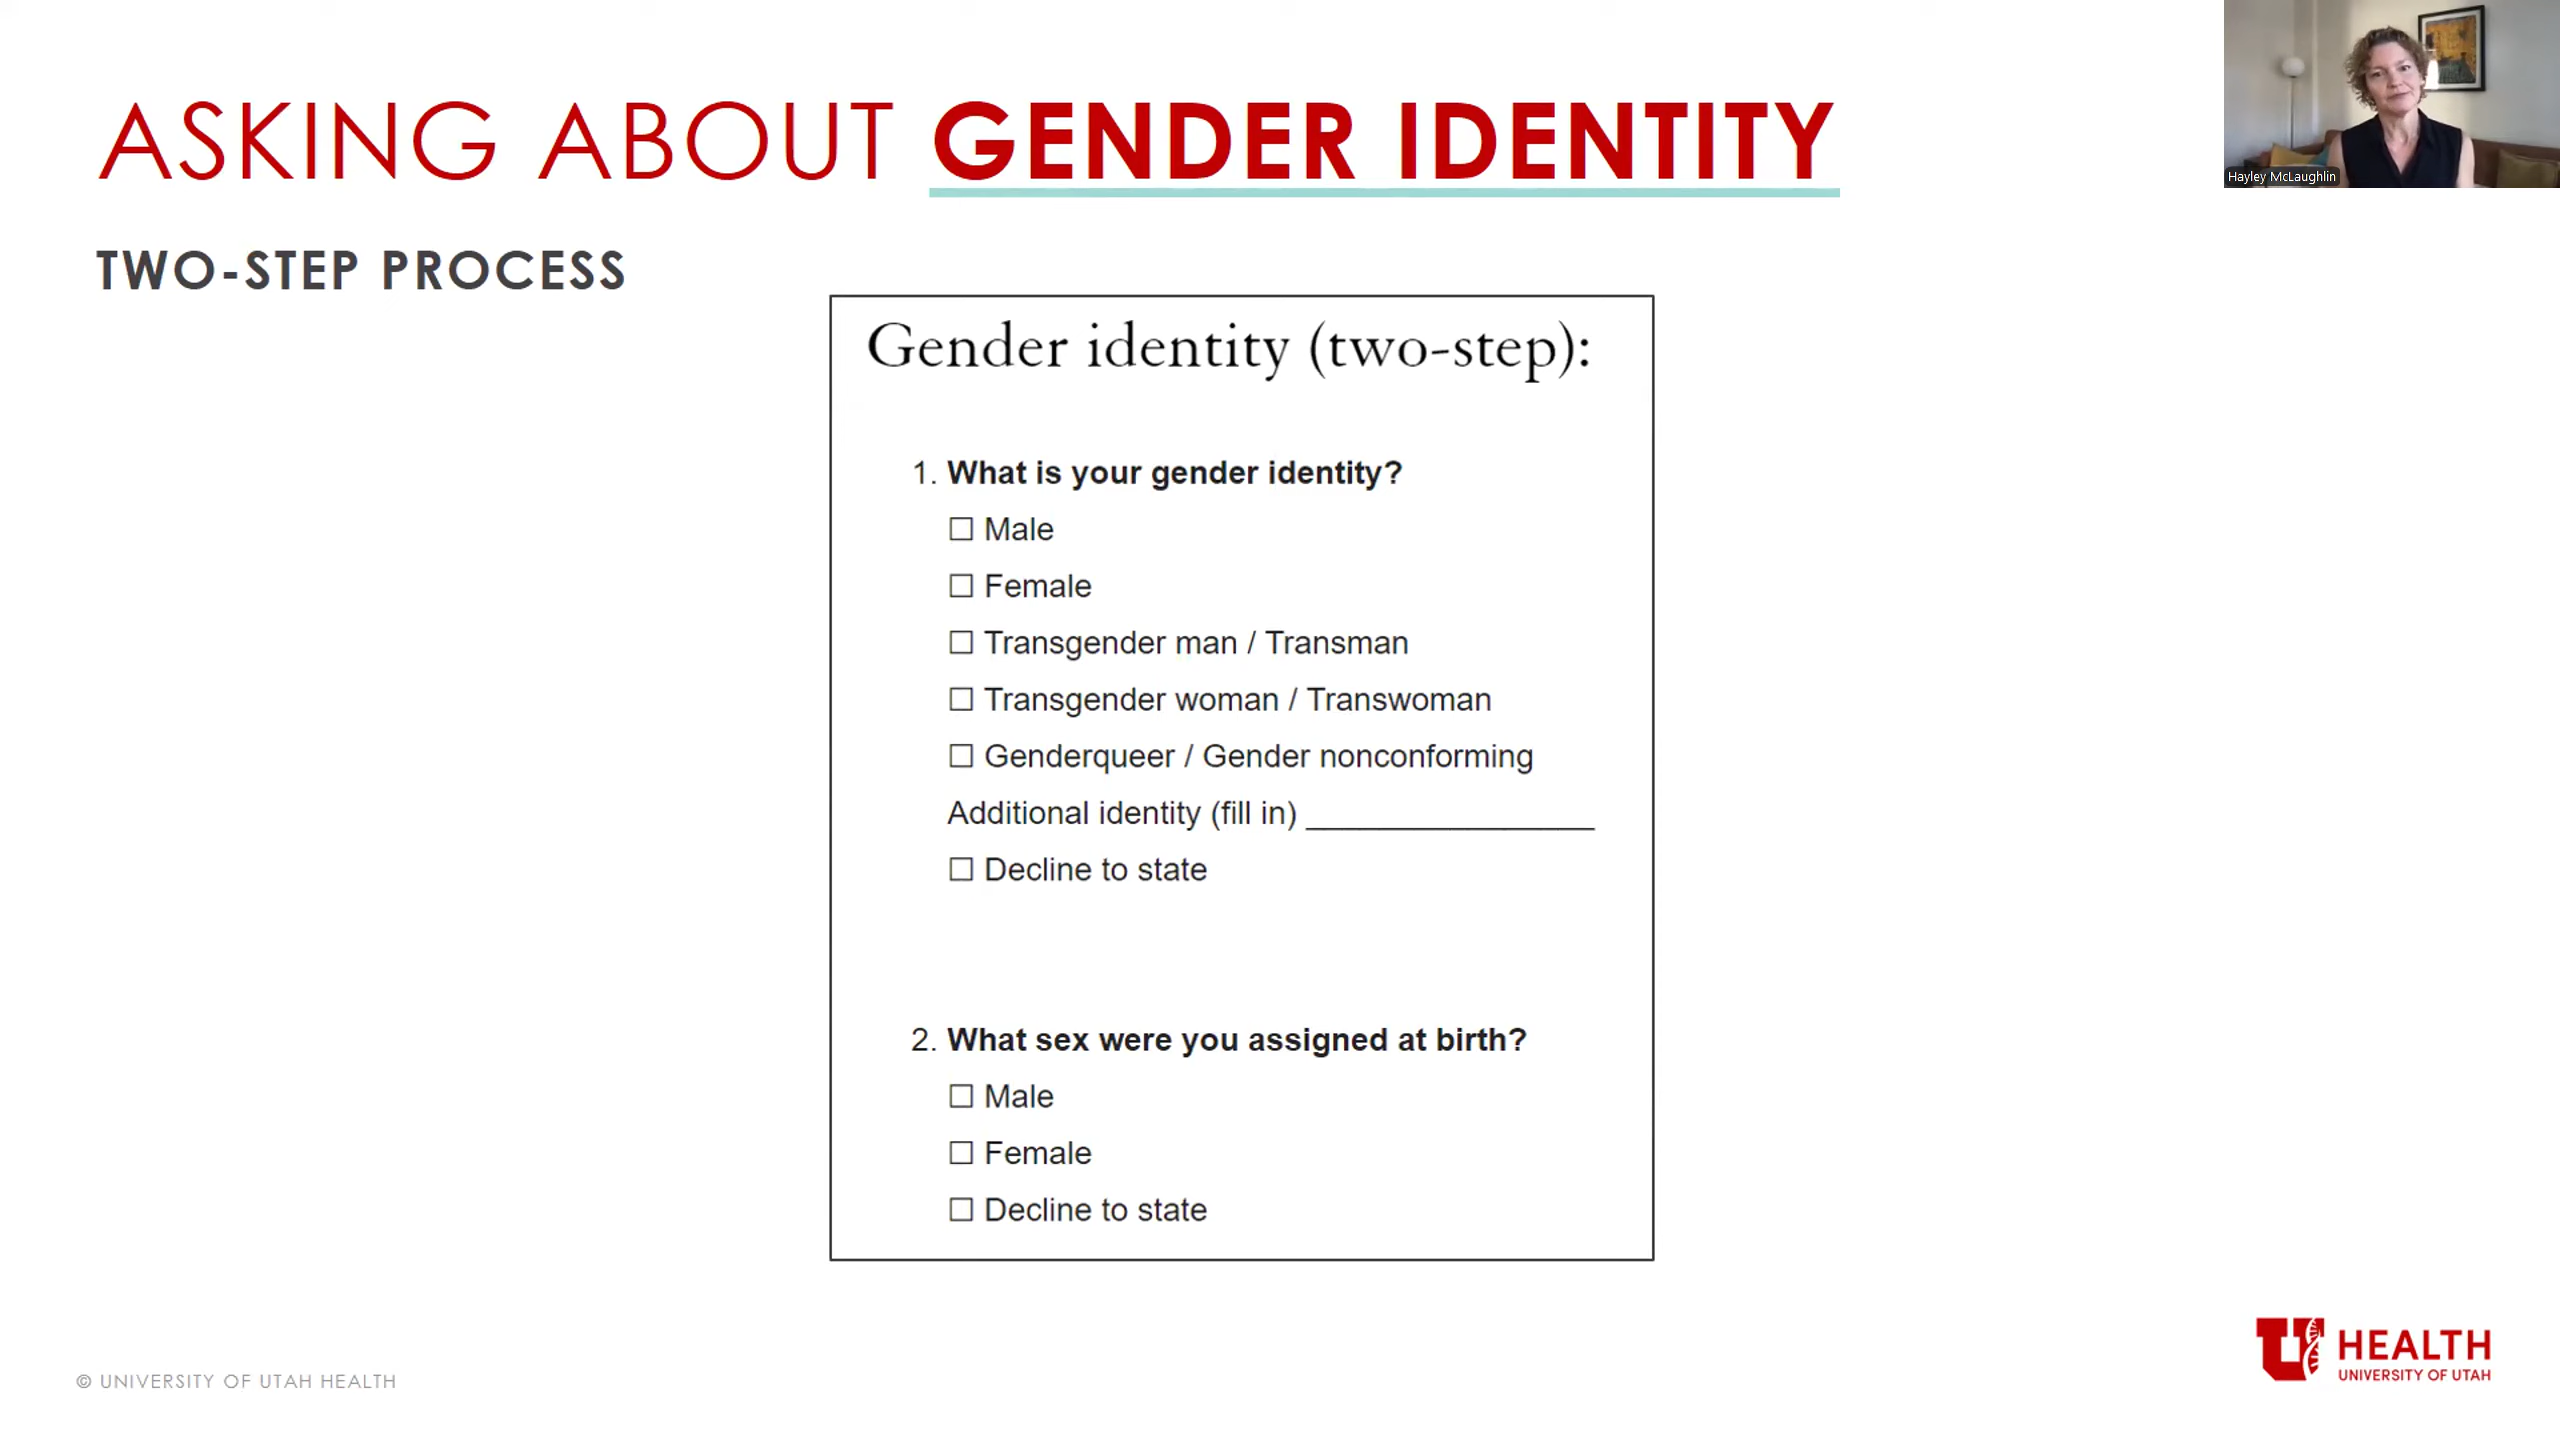 ASKING ABOUT GENDER IDENTITY
Hayley McLaughlin
TWO-STEP PROCESS
Gender identity (two-step):
1. What is your gender identity?
☐ Male
☐ Female
☐ Transgender man / Transman
☐ Transgender woman / Transwoman
☐ Genderqueer / Gender nonconforming
Additional identity (fill in) ________________
☐ Decline to state
2. What sex were you assigned at birth?
☐ Male
☐ Female
☐ Decline to state
© UNIVERSITY OF UTAH HEALTH
U HEALTH
UNIVERSITY OF UTAH